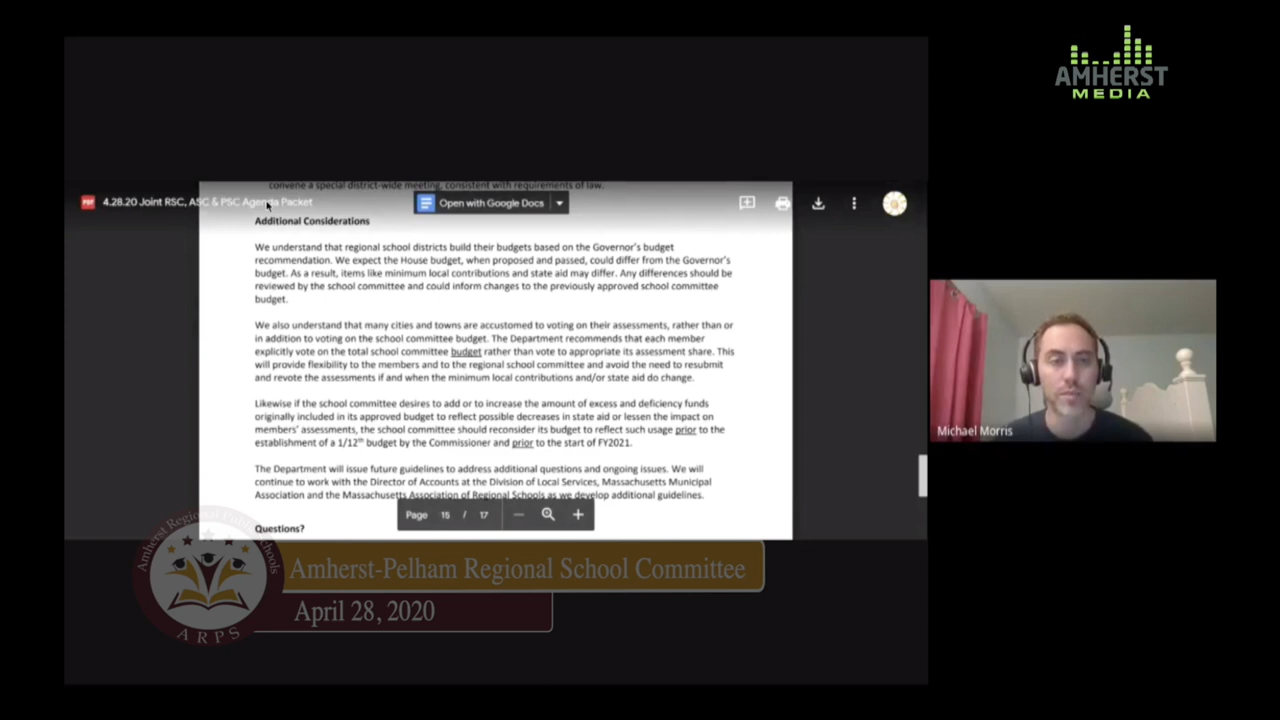 AMHERST
MEDIA
convene a special district-wide meeting, consistent with requirements of law.
4.28.20 Joint RSC, ASC & PSC Agenda Packet
Open with Google Docs
Additional Considerations
We understand that regional school districts build their budgets based on the Governor's budget
recommendation. We expect the House budget, when proposed and passed, could differ from the Governor's
budget. As a result, items like minimum local contributions and state aid may differ. Any differences should be
reviewed by the school committee and could inform changes to the previously approved school committee
budget.
We also understand that many cities and towns are accustomed to voting on their assessments, rather than or
in addition to voting on the school committee budget. The Department recommends that each member
explicitly vote on the total school committee budget rather than vote to appropriate its assessment share. This
will provide flexibility to the members and to the regional school committee and avoid the need to resubmit
and revote the assessments if and when the minimum local contributions and/or state aid do change.
Likewise if the school committee desires to add or to increase the amount of excess and deficiency funds
originally included in its approved budget to reflect possible decreases in state aid or lessen the impact on
members' assessments, the school committee should reconsider its budget to reflect such usage prior to the
establishment of a 1/12th budget by the Commissioner and prior to the start of FY2021.
The Department will issue future guidelines to address additional questions and ongoing issues. We will
continue to work with the Director of Accounts at the Division of Local Services, Massachusetts Municipal
Association and the Massachusetts Association of Regional Schools as we develop additional guidelines.
Page 15 / 17
Questions?
Michael Morris
Amherst Regional Public Schools
ARPS
Amherst-Pelham Regional School Committee
April 28, 2020